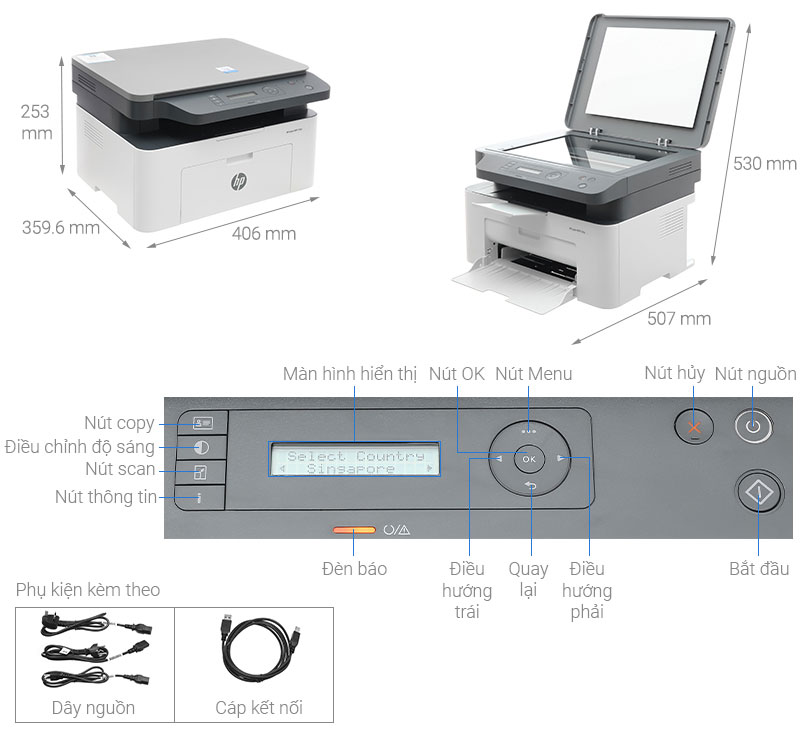 253
mm
359.6 mm
406 mm
hp
530 mm
507 mm
Màn hình hiển thị
Nút OK
Nút Menu
Nút hủy
Nút nguồn
Nút copy
Điều chỉnh độ sáng
Nút scan
Nút thông tin
Select Country
Singapore
OK
Đèn báo
Điều
hướng
trái
Quay
lại
Điều
hướng
phải
Bắt đầu
Phụ kiện kèm theo
Dây nguồn
Cáp kết nối